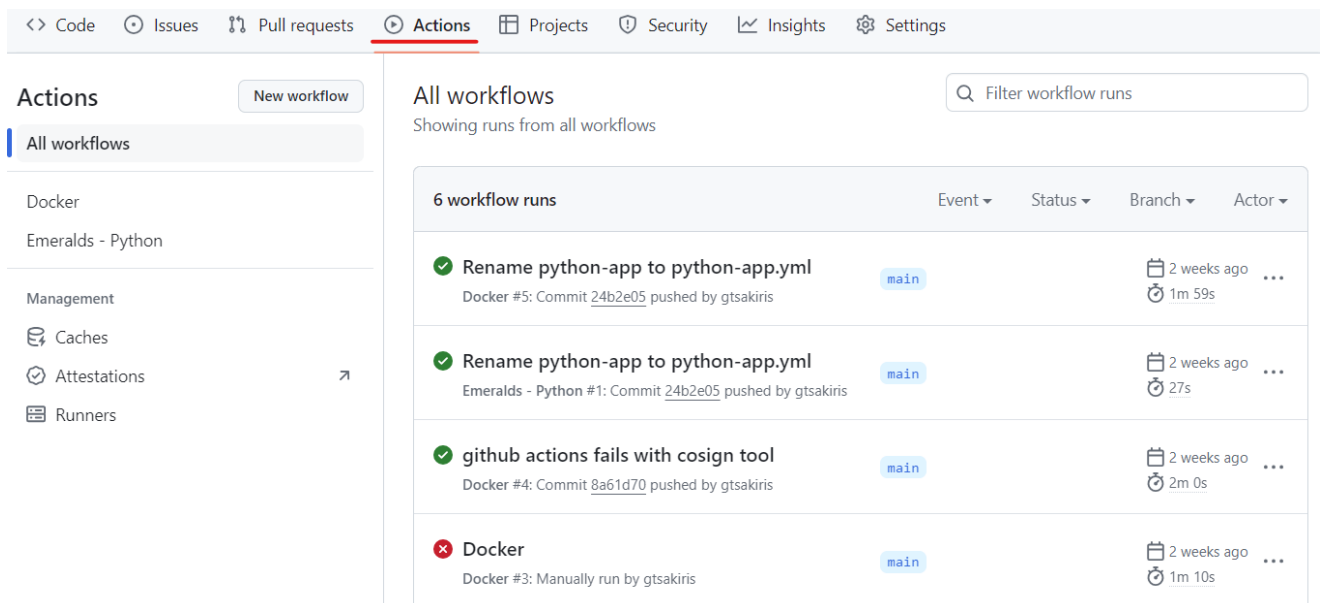 Code Issues Pull requests Actions Projects Security Insights Settings
Actions
New workflow
All workflows
Docker
Emeralds - Python
Management
Caches
Attestations
Runners
All workflows
Showing runs from all workflows
Filter workflow runs
6 workflow runs
Event Status Branch Actor
Rename python-app to python-app.yml
Docker #5: Commit 24b2e05 pushed by gtsakiris
main
2 weeks ago
1m 59s
Rename python-app to python-app.yml
Emeralds - Python #1: Commit 24b2e05 pushed by gtsakiris
main
2 weeks ago
27s
github actions fails with cosign tool
Docker #4: Commit 8a61d70 pushed by gtsakiris
main
2 weeks ago
2m 0s
Docker
Docker #3: Manually run by gtsakiris
main
2 weeks ago
1m 10s